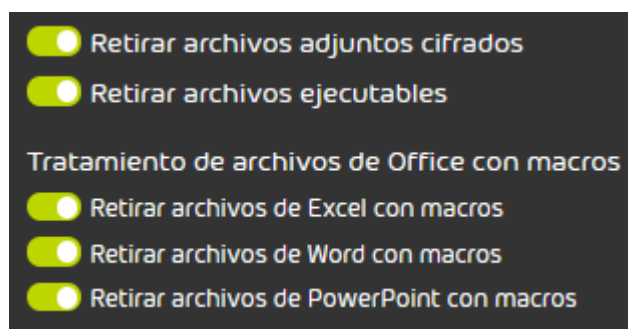 Retirar archivos adjuntos cifrados
Retirar archivos ejecutables
Tratamiento de archivos de Office con macros
Retirar archivos de Excel con macros
Retirar archivos de Word con macros
Retirar archivos de PowerPoint con macros